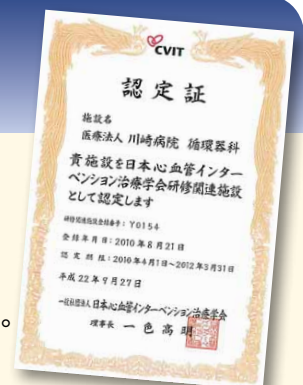 CVIT
認定証
施設名
医療法人 川崎病院 循環器科
貴施設を日本心血管インター
ベンション治療学会研修関連施設
として認定します
研修関連施設登録番号：Y0154
登録年月日：2010年8月21日
認定期限：2010年4月1日～2012年3月31日
平成22年9月27日
一般社団法人 日本心血管インターベンション治療学会
理事長 一色高明
。